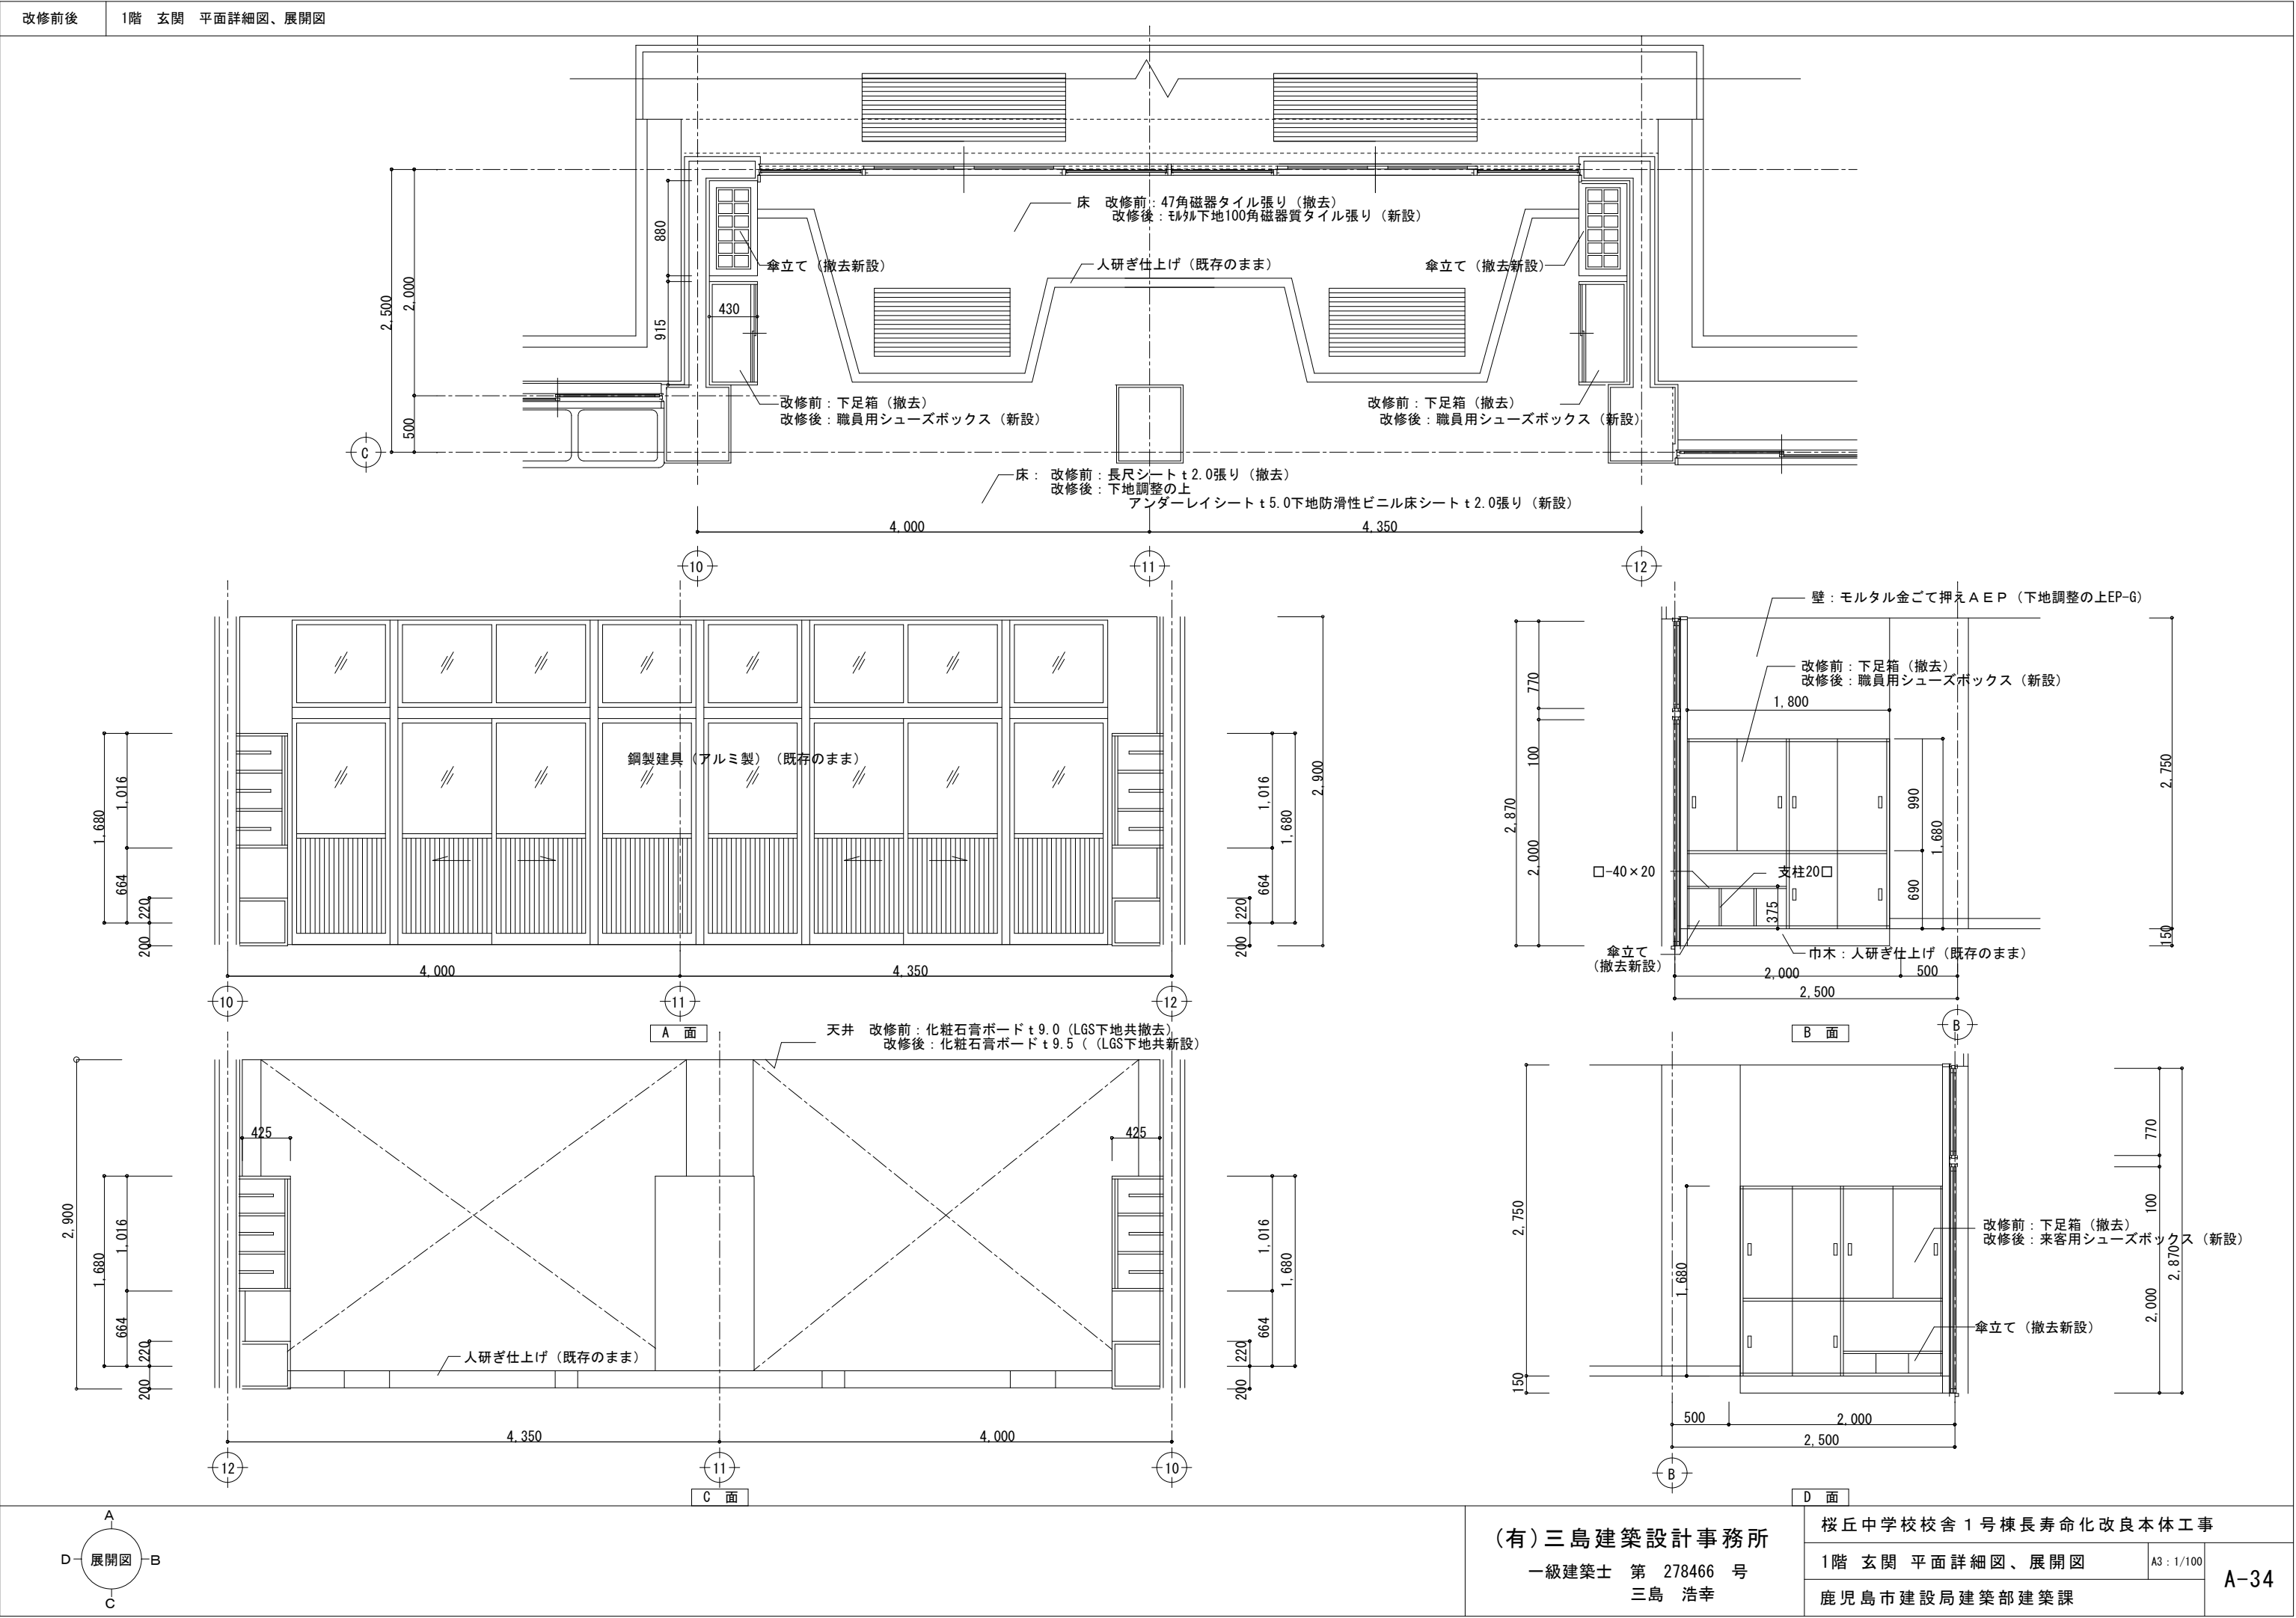 改修前後
1階 玄関 平面詳細図、展開図
床 改修前：47角磁器タイル張り（撤去）
改修後：ﾓﾙﾀﾙ下地100角磁器質タイル張り（新設）
傘立て（撤去新設）
人研ぎ仕上げ（既存のまま）
傘立て（撤去新設）
880
915
430
2,500
2,000
500
C
改修前：下足箱（撤去）
改修後：職員用シューズボックス（新設）
改修前：下足箱（撤去）
改修後：職員用シューズボックス（新設）
床： 改修前：長尺シートｔ2.0張り（撤去）
改修後：下地調整の上
アンダーレイシートｔ5.0下地防滑性ビニル床シートｔ2.0張り（新設）
4,000
4,350
10
11
12
鋼製建具（アルミ製）（既存のまま）
1,680
1,016
664
220
200
1,016
664
220
200
1,680
2,900
4,000
4,350
10
11
12
A 面
壁：モルタル金ごて押えＡＥＰ（下地調整の上EP-G）
改修前：下足箱（撤去）
改修後：職員用シューズボックス（新設）
1,800
2,870
770
100
2,000
990
690
1,680
375
2,750
150
□-40×20
支柱20□
傘立て
（撤去新設）
巾木：人研ぎ仕上げ（既存のまま）
2,000
500
2,500
B
B 面
天井 改修前：化粧石膏ボードｔ9.0（LGS下地共撤去）
改修後：化粧石膏ボードｔ9.5（（LGS下地共新設）
425
425
2,900
1,680
1,016
664
220
200
1,016
664
220
200
1,680
人研ぎ仕上げ（既存のまま）
4,350
4,000
12
11
10
C 面
2,750
150
1,680
770
100
2,000
2,870
改修前：下足箱（撤去）
改修後：来客用シューズボックス（新設）
傘立て（撤去新設）
500
2,000
2,500
B
D 面
A
D
展開図
B
C
(有)三島建築設計事務所
一級建築士 第 278466 号
三島 浩幸
桜丘中学校校舎１号棟長寿命化改良本体工事
1階 玄関 平面詳細図、展開図
A3：1/100
A-34
鹿児島市建設局建築部建築課